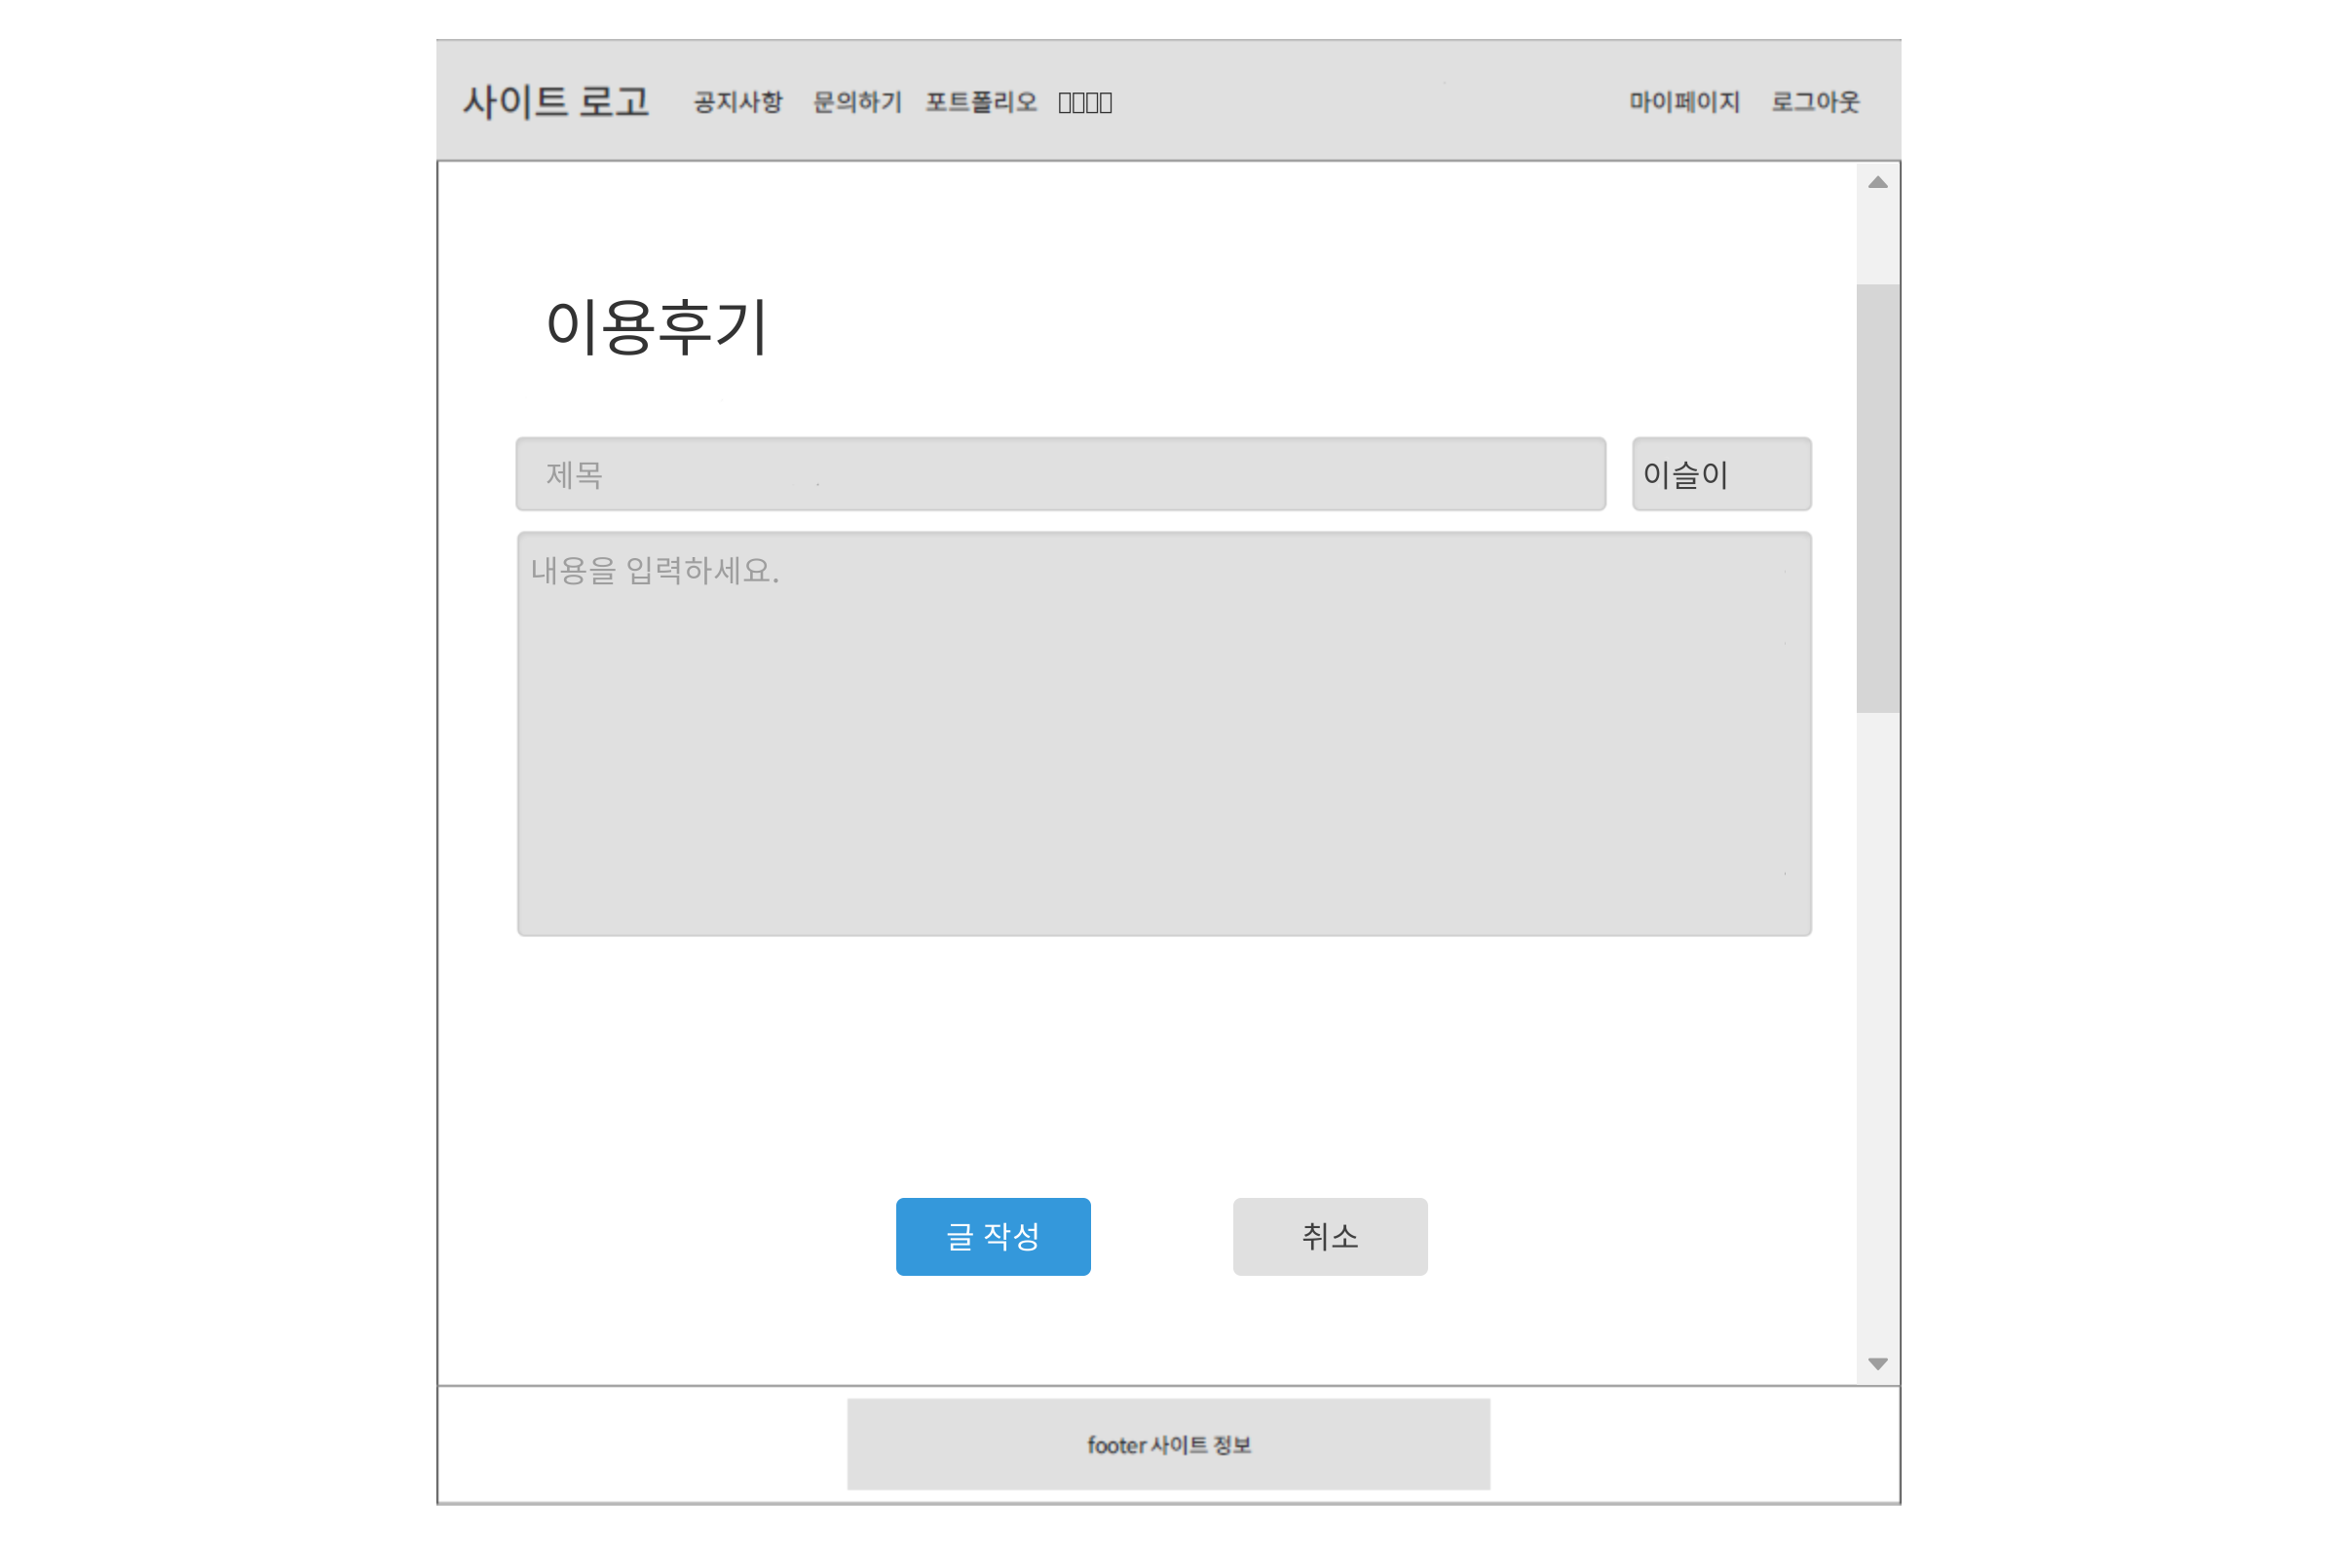 사이트 로고 공지사항 문의하기 포트폴리오 마이페이지 로그아웃
이용후기
제목 이슬이
내용을 입력하세요.
글 작성 취소
footer 사이트 정보